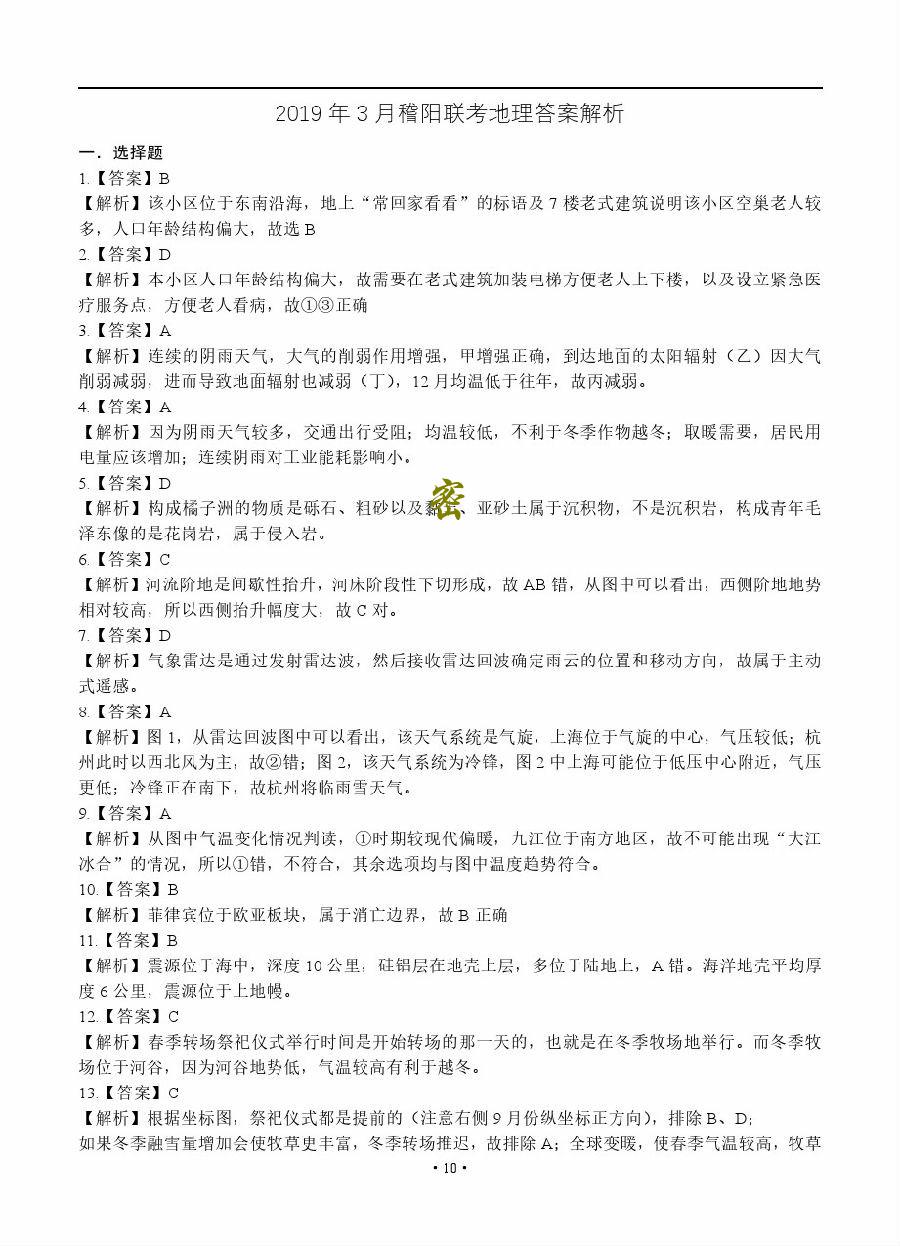 2019 年 3 月稽阳联考地理答案解析
一．选择题
1.【答案】B
【解析】该小区位于东南沿海，地上“常回家看看”的标语及 7 楼老式建筑说明该小区空巢老人较
多，人口年龄结构偏大，故选 B
2.【答案】D
【解析】本小区人口年龄结构偏大，故需要在老式建筑加装电梯方便老人上下楼，以及设立紧急医
疗服务点，方便老人看病，故①③正确
3.【答案】A
【解析】连续的阴雨天气，大气的削弱作用增强，甲增强正确，到达地面的太阳辐射（乙）因大气
削弱减弱，进而导致地面辐射也减弱（丁），12 月均温低于往年，故丙减弱。
4.【答案】A
【解析】因为阴雨天气较多，交通出行受阻；均温较低，不利于冬季作物越冬；取暖需要，居民用
电量应该增加；连续阴雨对工业能耗影响小。
5.【答案】D
【解析】构成橘子洲的物质是砾石、粗砂以及黏土、亚砂土属于沉积物，不是沉积岩，构成青年毛
泽东像的是花岗岩，属于侵入岩。
密
6.【答案】C
【解析】河流阶地是间歇性抬升，河床阶段性下切形成，故 AB 错，从图中可以看出，西侧阶地地势
相对较高，所以西侧抬升幅度大，故 C 对。
7.【答案】D
【解析】气象雷达是通过发射雷达波，然后接收雷达回波确定雨云的位置和移动方向，故属于主动
式遥感。
8.【答案】A
【解析】图 1，从雷达回波图中可以看出，该天气系统是气旋，上海位于气旋的中心，气压较低；杭
州此时以西北风为主，故②错；图 2，该天气系统为冷锋，图 2 中上海可能位于低压中心附近，气压
更低；冷锋正在南下，故杭州将临雨雪天气。
9.【答案】A
【解析】从图中气温变化情况判读，①时期较现代偏暖，九江位于南方地区，故不可能出现“大江
冰合”的情况，所以①错，不符合，其余选项均与图中温度趋势符合。
10.【答案】B
【解析】菲律宾位于欧亚板块，属于消亡边界，故 B 正确
11.【答案】B
【解析】震源位于海中，深度 10 公里，硅铝层在地壳上层，多位于陆地上，A 错。海洋地壳平均厚
度 6 公里，震源位于上地幔。
12.【答案】C
【解析】春季转场祭祀仪式举行时间是开始转场的那一天的，也就是在冬季牧场地举行。而冬季牧
场位于河谷，因为河谷地势低，气温较高有利于越冬。
13.【答案】C
【解析】根据坐标图，祭祀仪式都是提前的（注意右侧 9 月份纵坐标正方向），排除 B、D；
如果冬季融雪量增加会使牧草更丰富，冬季转场推迟，故排除 A；全球变暖，使春季气温较高，牧草
• 10 •